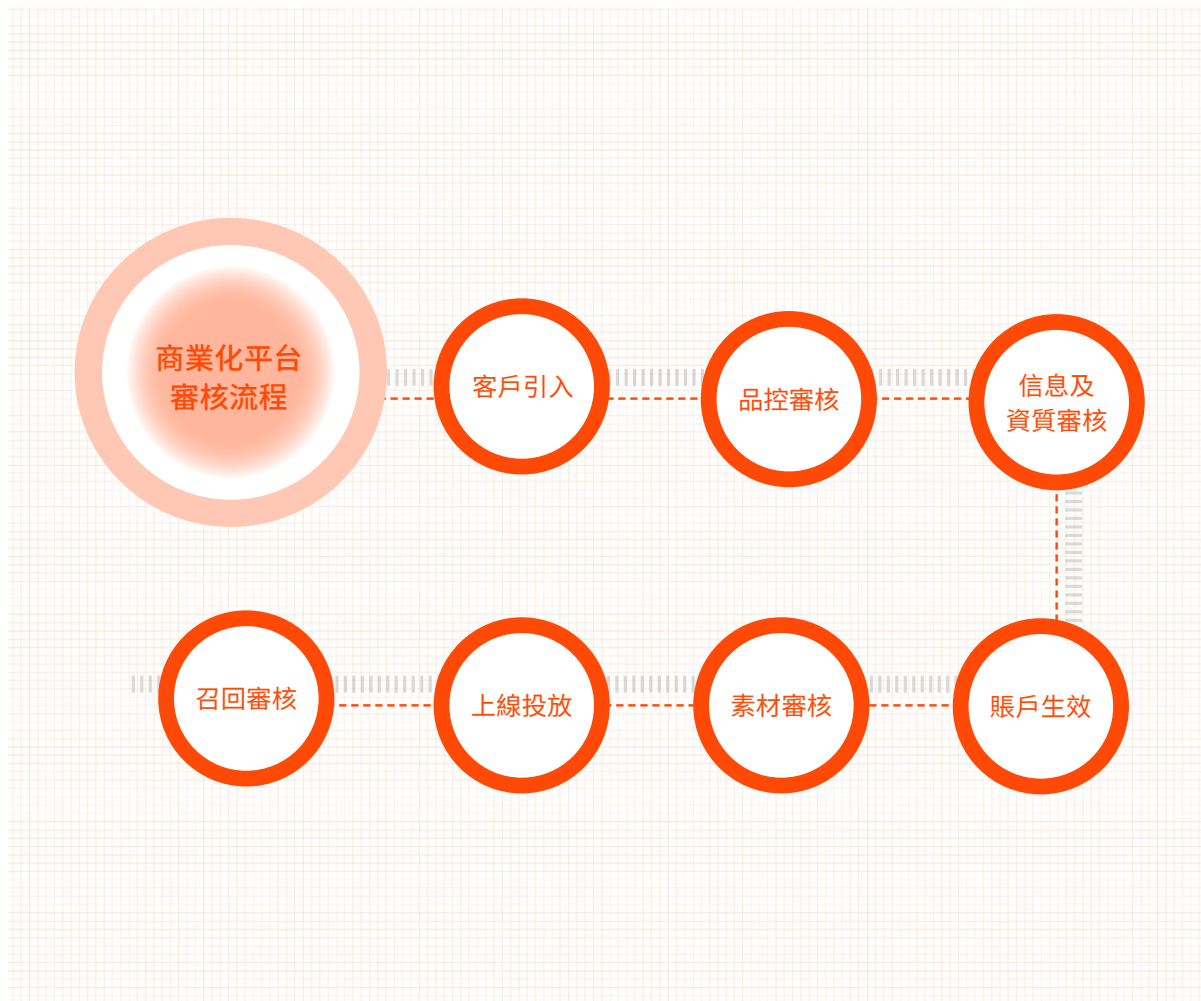 商業化平台
審核流程
客戶引入
品控審核
信息及
資質審核
賬戶生效
素材審核
上線投放
召回審核